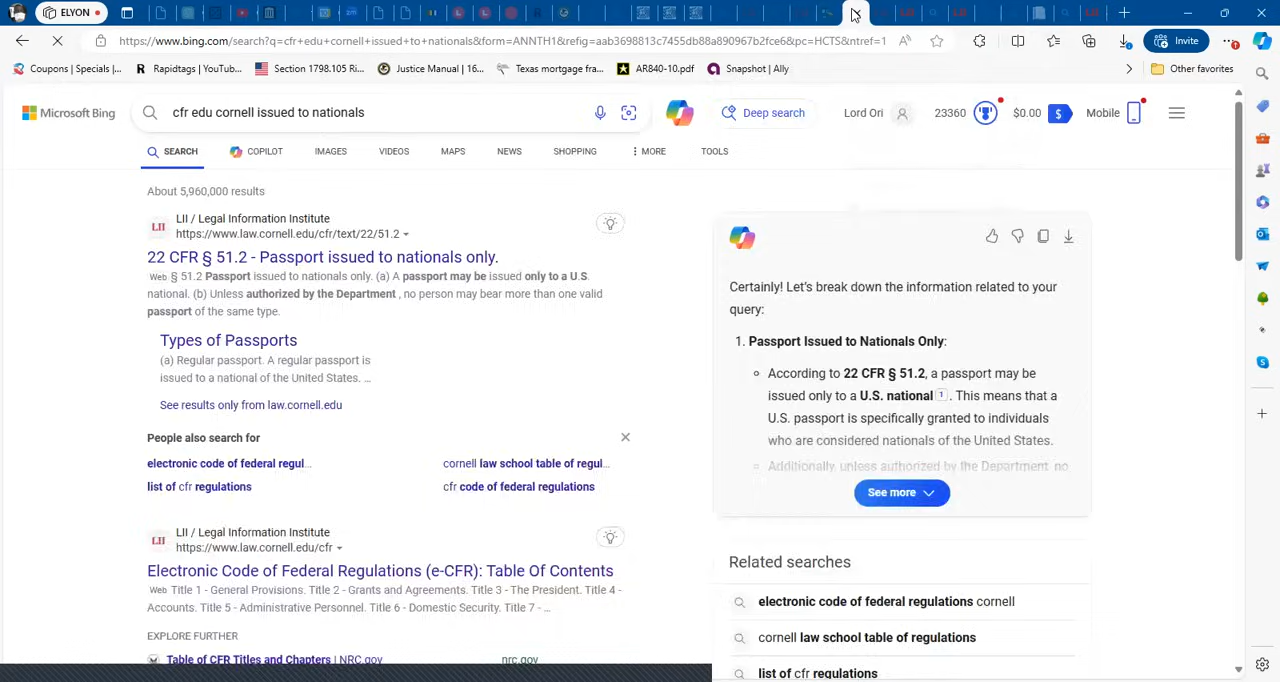 ELYON
https://www.bing.com/search?q=cfr+edu+cornell+issued+to+nationals&form=ANNTH1&refig=aab3698813c7455db88a890967b2fce6&pc=HCTS&ntref=1
Invite
Coupons | Specials |...
Rapidtags | YouTub...
Section 1798.105 Ri...
Justice Manual | 16...
Texas mortgage fra...
AR840-10.pdf
Snapshot | Ally
Other favorites
Microsoft Bing
cfr edu cornell issued to nationals
Deep search
Lord Ori
23360
$0.00
Mobile
SEARCH
COPILOT
IMAGES
VIDEOS
MAPS
NEWS
SHOPPING
MORE
TOOLS
About 5,960,000 results
LII / Legal Information Institute
https://www.law.cornell.edu/cfr/text/22/51.2
22 CFR § 51.2 - Passport issued to nationals only.
Web § 51.2 Passport issued to nationals only. (a) A passport may be issued only to a U.S.
national. (b) Unless authorized by the Department , no person may bear more than one valid
passport of the same type.
Types of Passports
(a) Regular passport. A regular passport is
issued to a national of the United States. …
See results only from law.cornell.edu
People also search for
electronic code of federal regul...
cornell law school table of regul...
list of cfr regulations
cfr code of federal regulations
LII / Legal Information Institute
https://www.law.cornell.edu/cfr
Electronic Code of Federal Regulations (e-CFR): Table Of Contents
Web Title 1 - General Provisions. Title 2 - Grants and Agreements. Title 3 - The President. Title 4 -
Accounts. Title 5 - Administrative Personnel. Title 6 - Domestic Security. Title 7 - …
EXPLORE FURTHER
Table of CFR Titles and Chapters | NRC.gov
nrc.gov
Certainly! Let's break down the information related to your
query:
1. Passport Issued to Nationals Only:
According to 22 CFR § 51.2, a passport may be
issued only to a U.S. national 1 . This means that a
U.S. passport is specifically granted to individuals
who are considered nationals of the United States.
Additionally, unless authorized by the Department, no
See more
Related searches
electronic code of federal regulations cornell
cornell law school table of regulations
list of cfr regulations